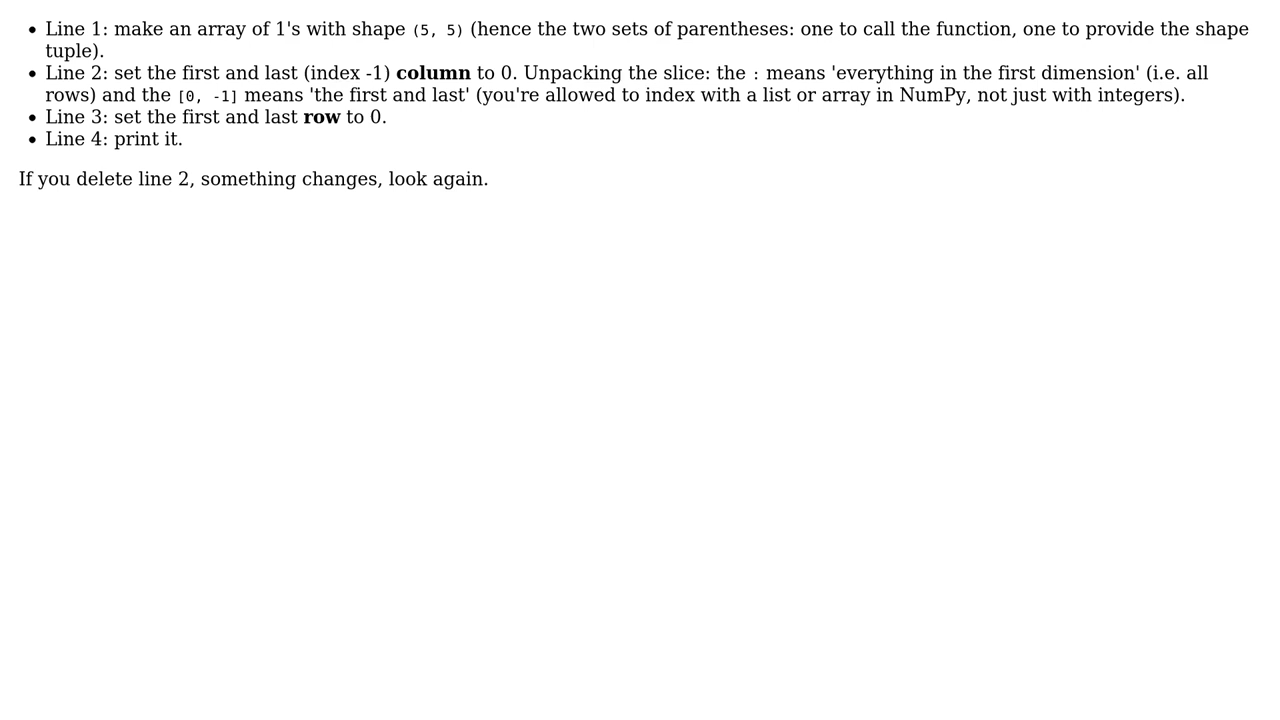 • Line 1: make an array of 1's with shape (5, 5) (hence the two sets of parentheses: one to call the function, one to provide the shape
tuple).
• Line 2: set the first and last (index -1) column to 0. Unpacking the slice: the : means 'everything in the first dimension' (i.e. all
rows) and the [0, -1] means 'the first and last' (you're allowed to index with a list or array in NumPy, not just with integers).
• Line 3: set the first and last row to 0.
• Line 4: print it.
If you delete line 2, something changes, look again.